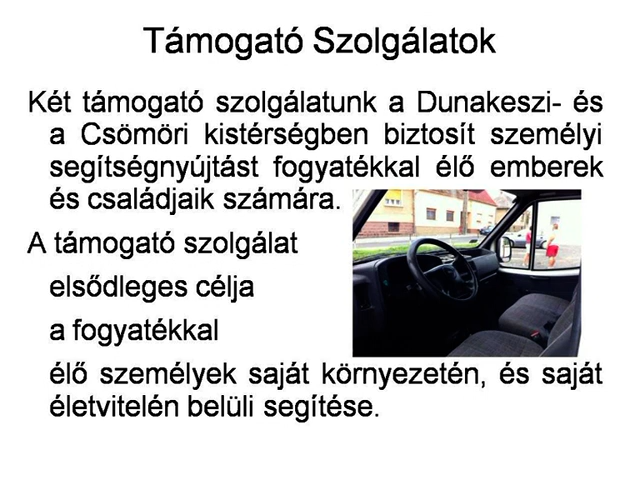 Támogató Szolgálatok
Két támogató szolgálatunk a Dunakeszi- és
a Csömöri kistérségben biztosít személyi
segítségnyújtást fogyatékkal élő emberek
és családjaik számára.
A támogató szolgálat
elsődleges célja
a fogyatékkal
élő személyek saját környezetén, és saját
életvitelén belüli segítése.